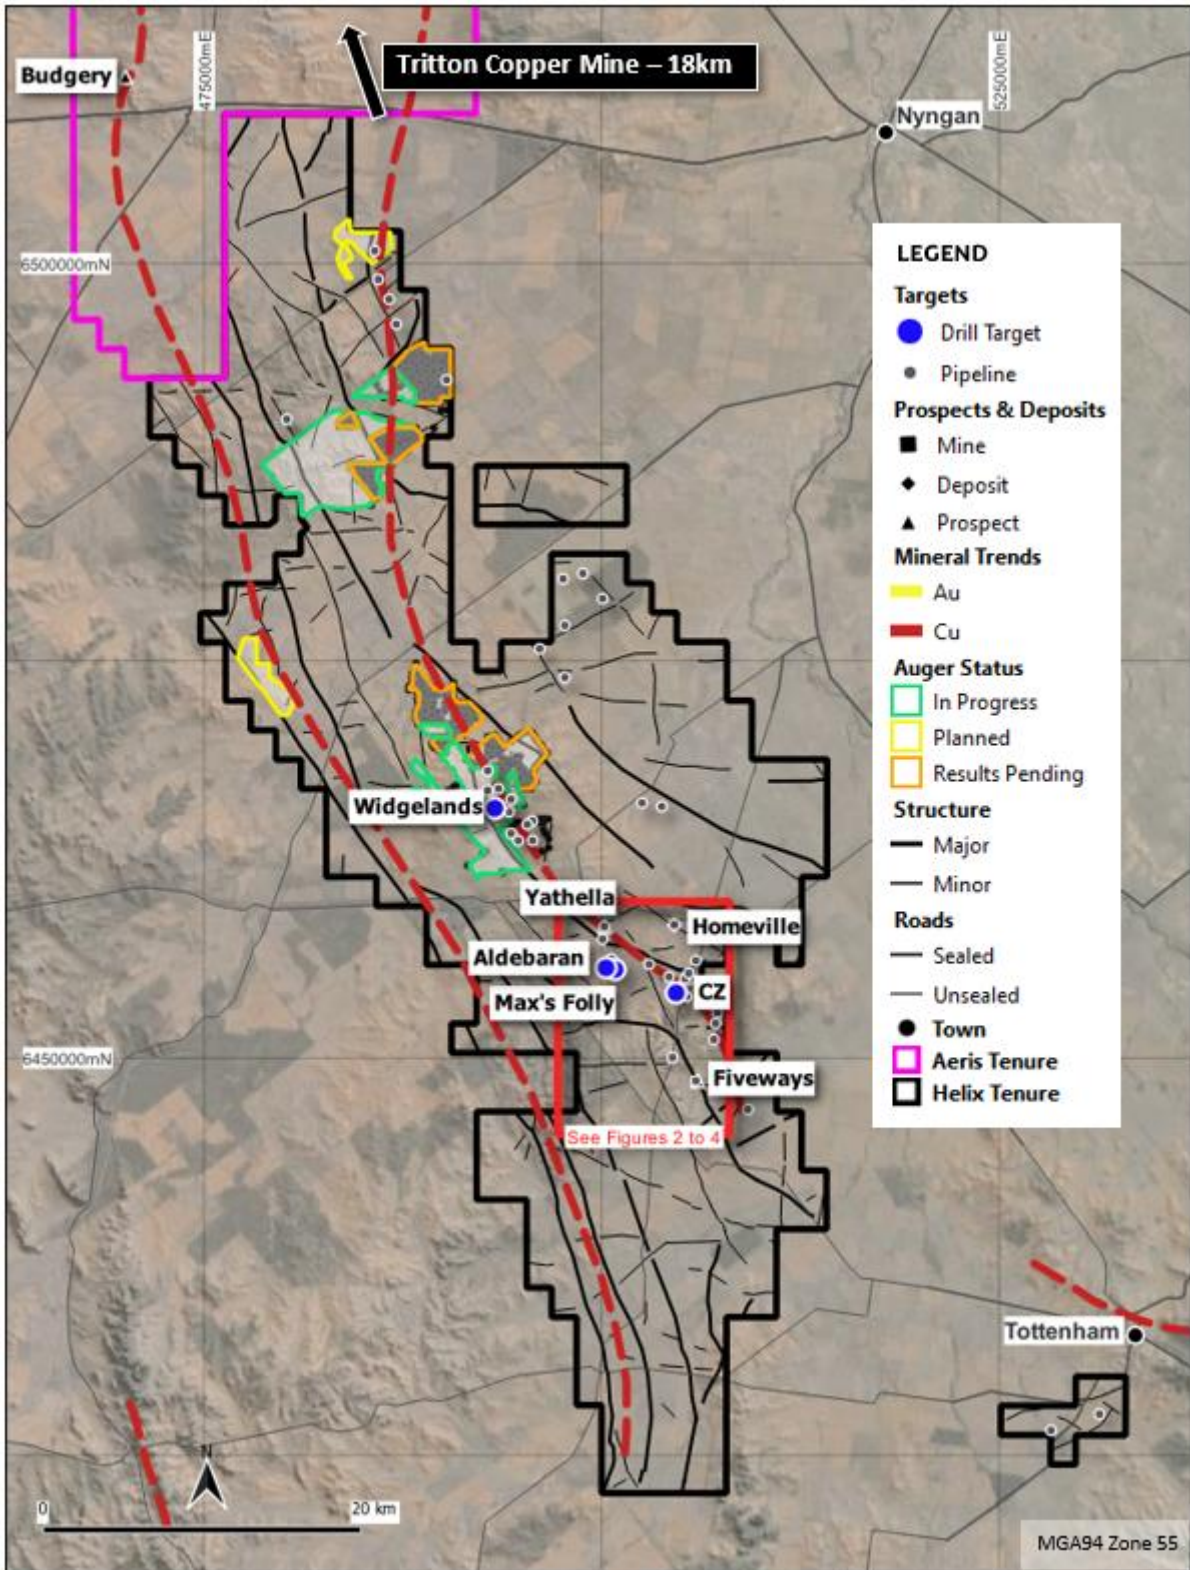 Tritton Copper Mine – 18km
Budgery
475000mE
525000mE
Nyngan
6500000mN
LEGEND
Targets
Drill Target
Pipeline
Prospects & Deposits
Mine
Deposit
Prospect
Mineral Trends
Au
Cu
Auger Status
In Progress
Planned
Results Pending
Structure
Major
Minor
Roads
Sealed
Unsealed
Town
Aeris Tenure
Helix Tenure
Widgelands
Yathella
Homeville
Aldebaran
CZ
Max's Folly
6450000mN
Fiveways
See Figures 2 to 4
Tottenham
N
0
20 km
MGA94 Zone 55